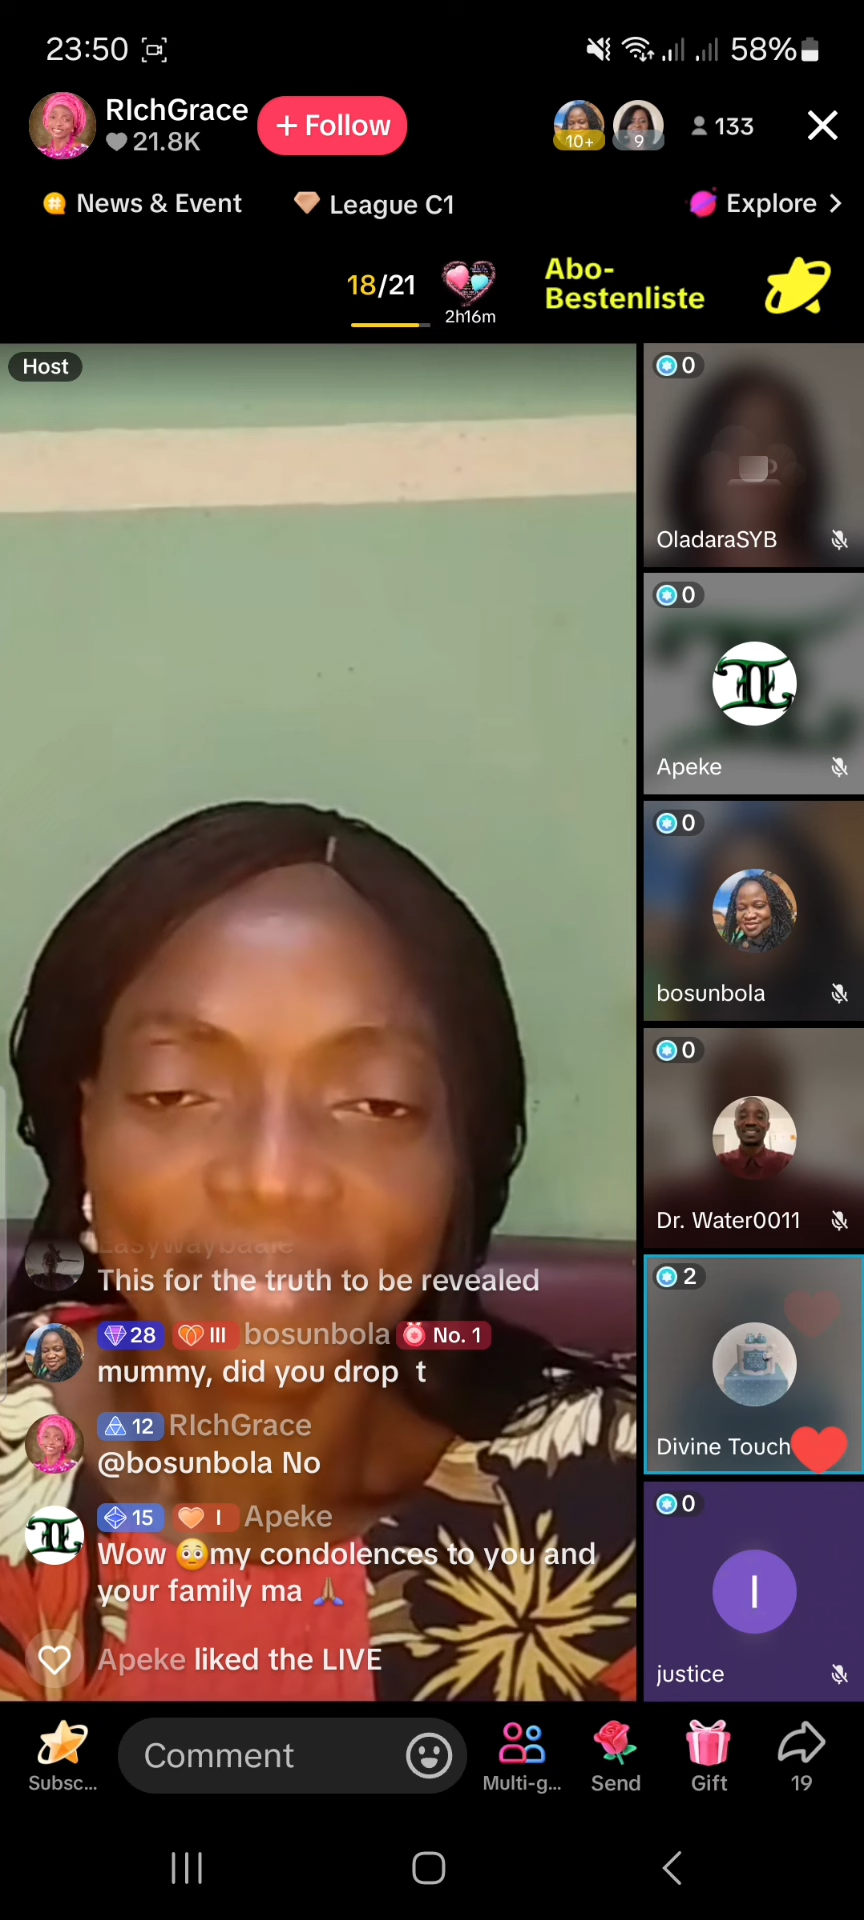 23:50
58%
RIchGrace
21.8K
+ Follow
10+
9
133
News & Event
League C1
Explore >
18/21
2h16m
Abo-
Bestenliste
Host
0
OladaraSYB
0
Apeke
0
bosunbola
0
Dr. Water0011
2
Divine Touch
0
I
justice
EasyWaybaale
This for the truth to be revealed
28 III bosunbola No. 1
mummy, did you drop t
12 RIchGrace
@bosunbola No
15 I Apeke
Wow 😳my condolences to you and
your family ma 🙏🏾
Apeke liked the LIVE
Subsc...
Comment
Multi-g...
Send
Gift
19